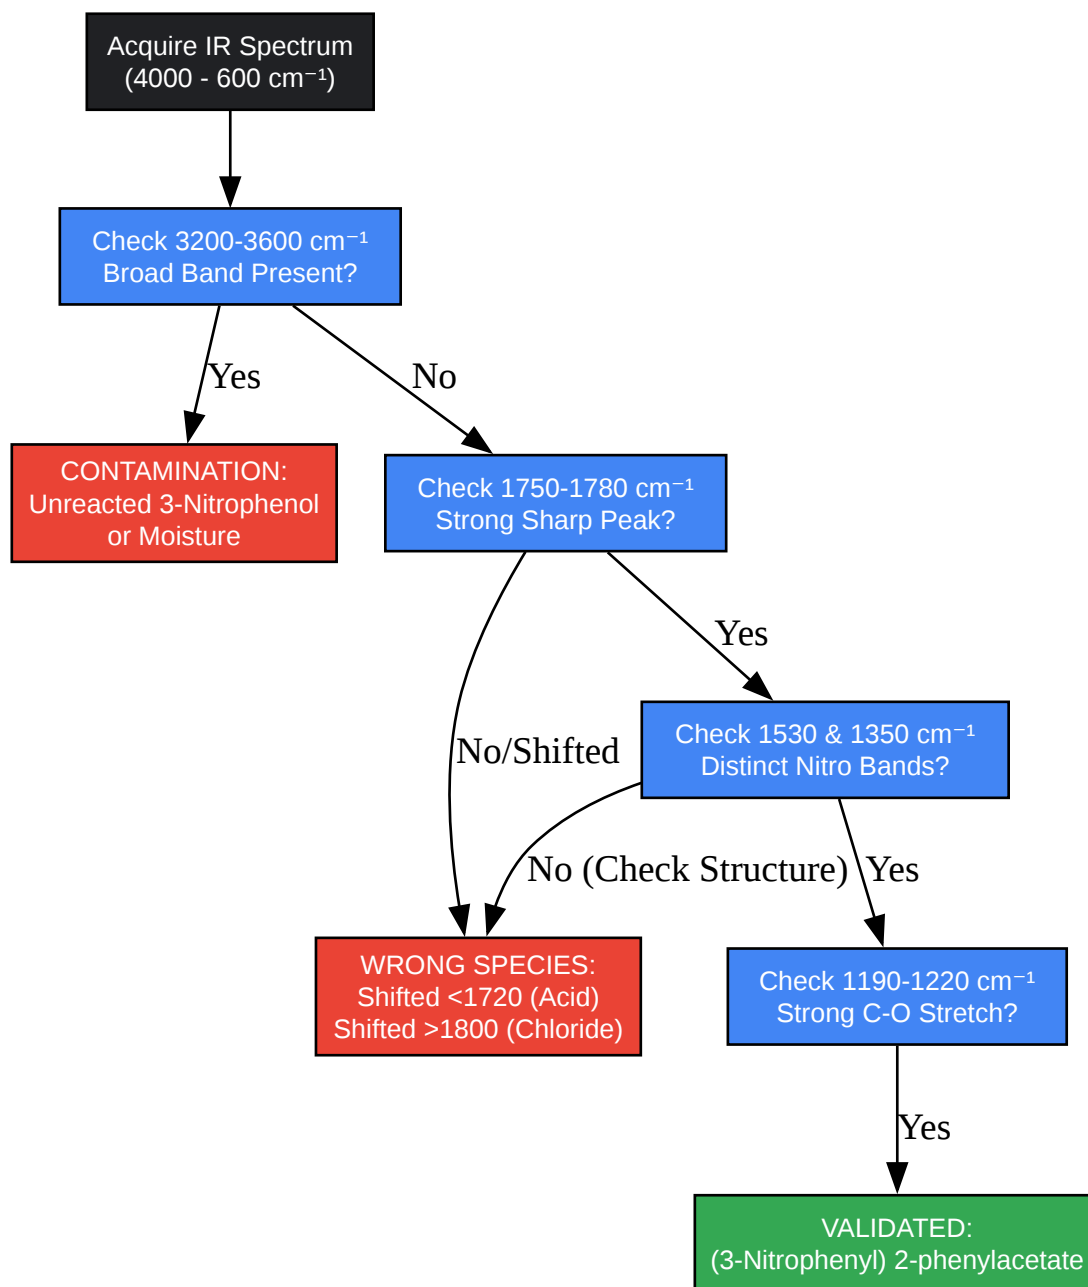 Acquire IR Spectrum
(4000 - 600 cm⁻¹)
Check 3200-3600 cm⁻¹
Broad Band Present?
Yes
No
CONTAMINATION:
Unreacted 3-Nitrophenol
or Moisture
Check 1750-1780 cm⁻¹
Strong Sharp Peak?
Yes
No/Shifted
Check 1530 & 1350 cm⁻¹
Distinct Nitro Bands?
No (Check Structure)
Yes
WRONG SPECIES:
Shifted <1720 (Acid)
Shifted >1800 (Chloride)
Check 1190-1220 cm⁻¹
Strong C-O Stretch?
Yes
VALIDATED:
(3-Nitrophenyl) 2-phenylacetate